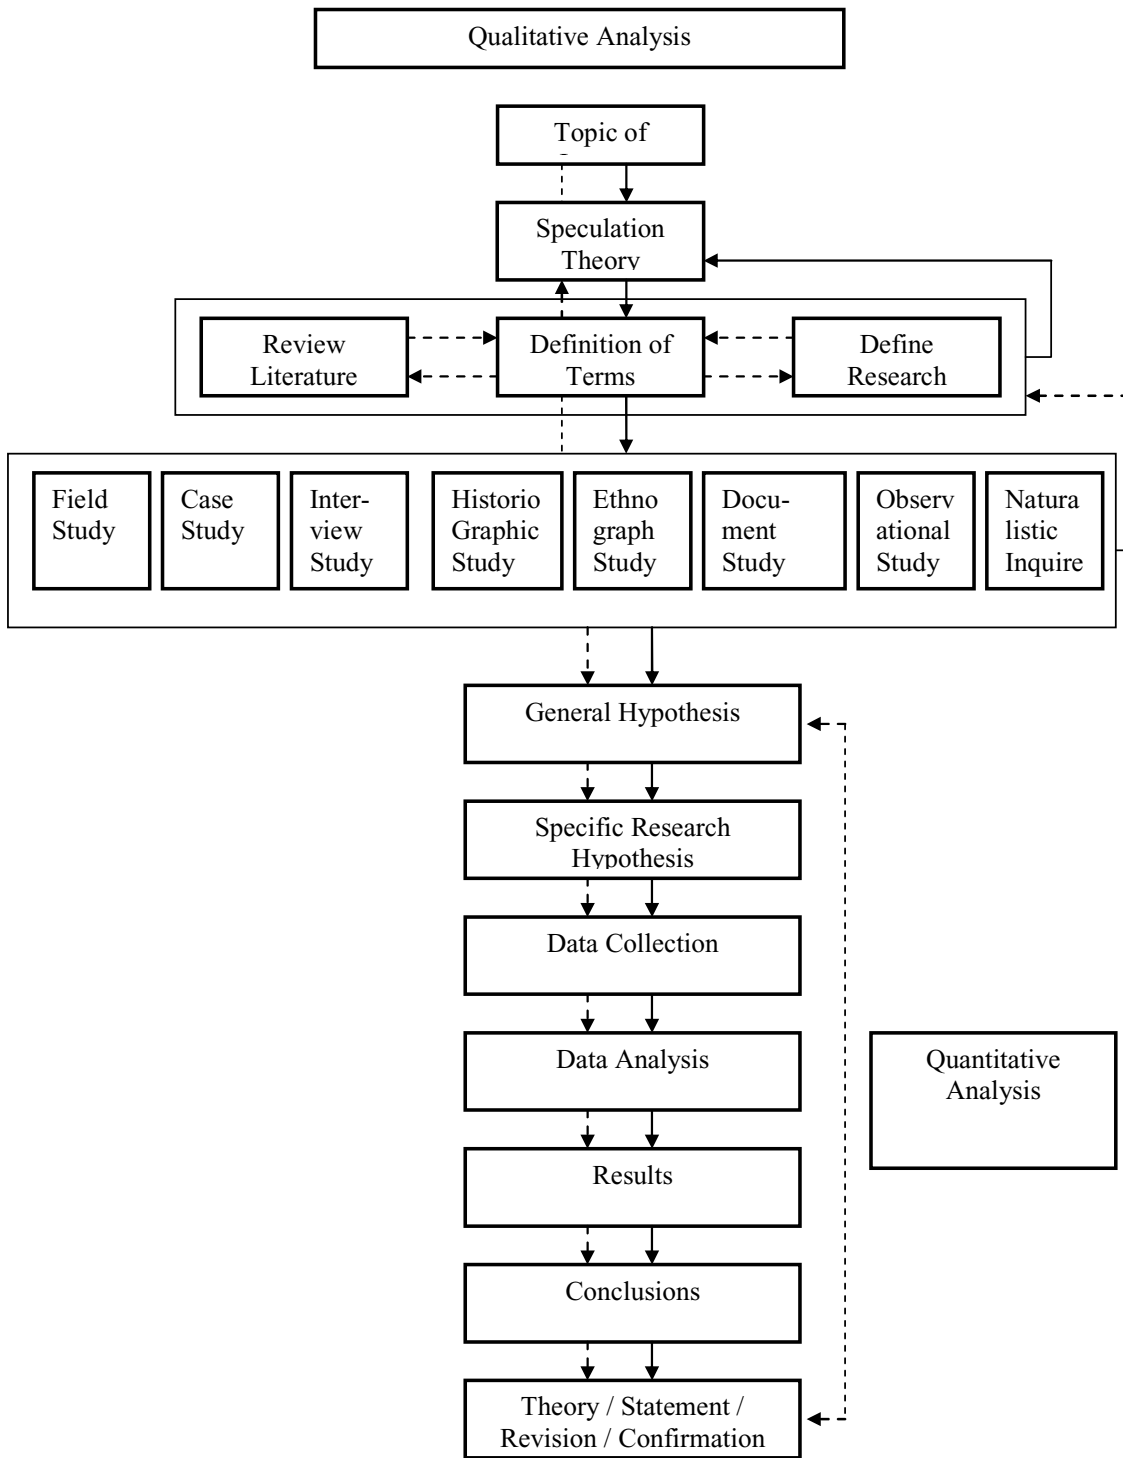 Qualitative Analysis
Topic of
Speculation
Theory
Review
Literature
Definition of
Terms
Define
Research
Field
Study
Case
Study
Inter-
view
Study
Historio
Graphic
Study
Ethno
graph
Study
Docu-
ment
Study
Observ
ational
Study
Natura
listic
Inquire
General Hypothesis
Specific Research
Hypothesis
Data Collection
Data Analysis
Quantitative
Analysis
Results
Conclusions
Theory / Statement /
Revision / Confirmation